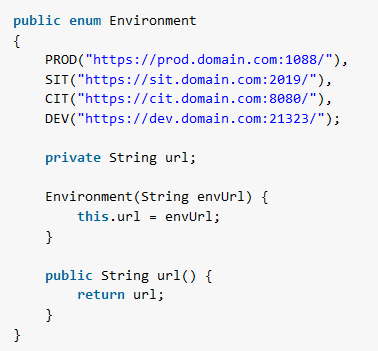 public enum Environment
{
    PROD("https://prod.domain.com:1088/"),
    SIT("https://sit.domain.com:2019/"),
    CIT("https://cit.domain.com:8080/"),
    DEV("https://dev.domain.com:21323/");

    private String url;

    Environment(String envUrl) {
        this.url = envUrl;
    }

    public String url() {
        return url;
    }
}